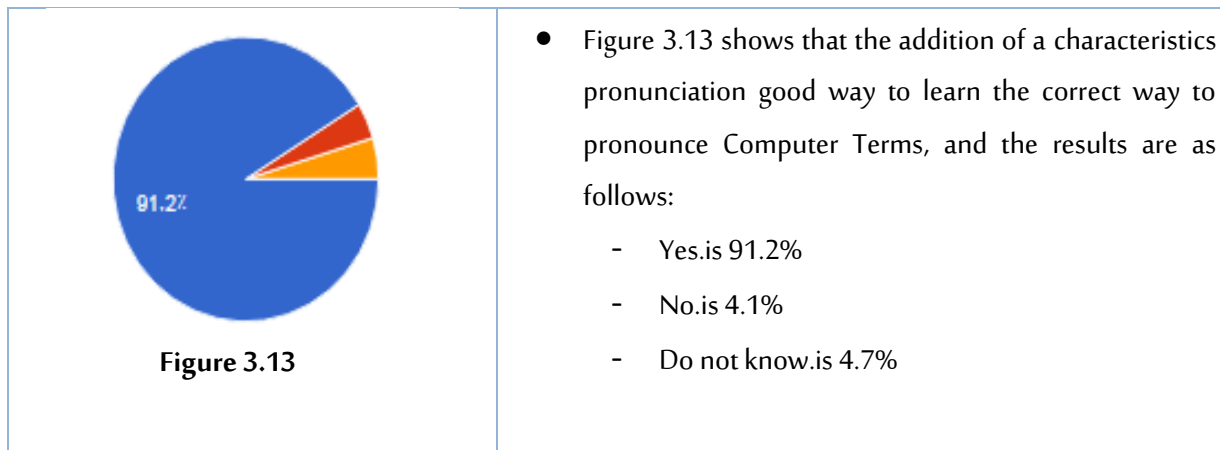 91.2%
Figure 3.13
● Figure 3.13 shows that the addition of a characteristics
pronunciation good way to learn the correct way to
pronounce Computer Terms, and the results are as
follows:
- Yes.is 91.2%
- No.is 4.1%
- Do not know.is 4.7%